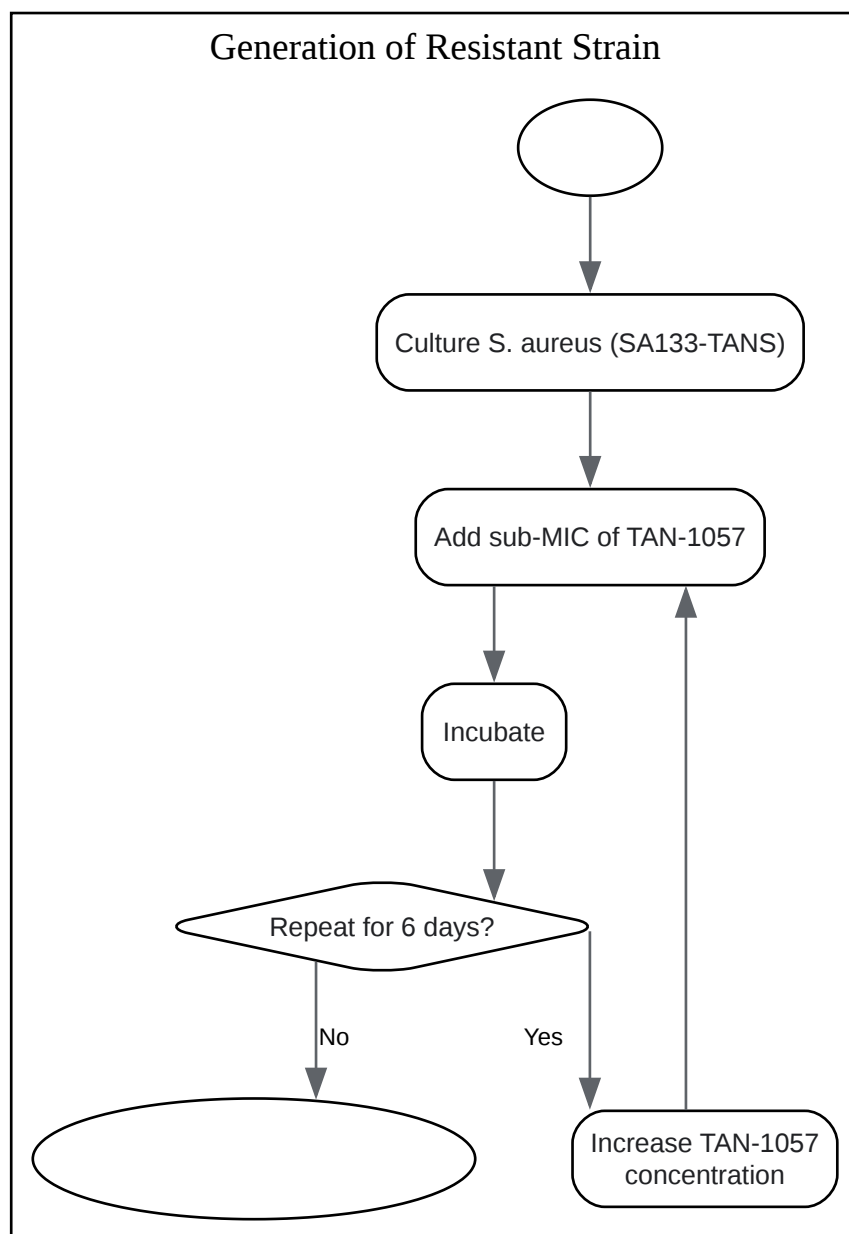 Generation of Resistant Strain
Culture S. aureus (SA133-TANS)
Add sub-MIC of TAN-1057
Incubate
Repeat for 6 days?
No
Yes
Increase TAN-1057
concentration